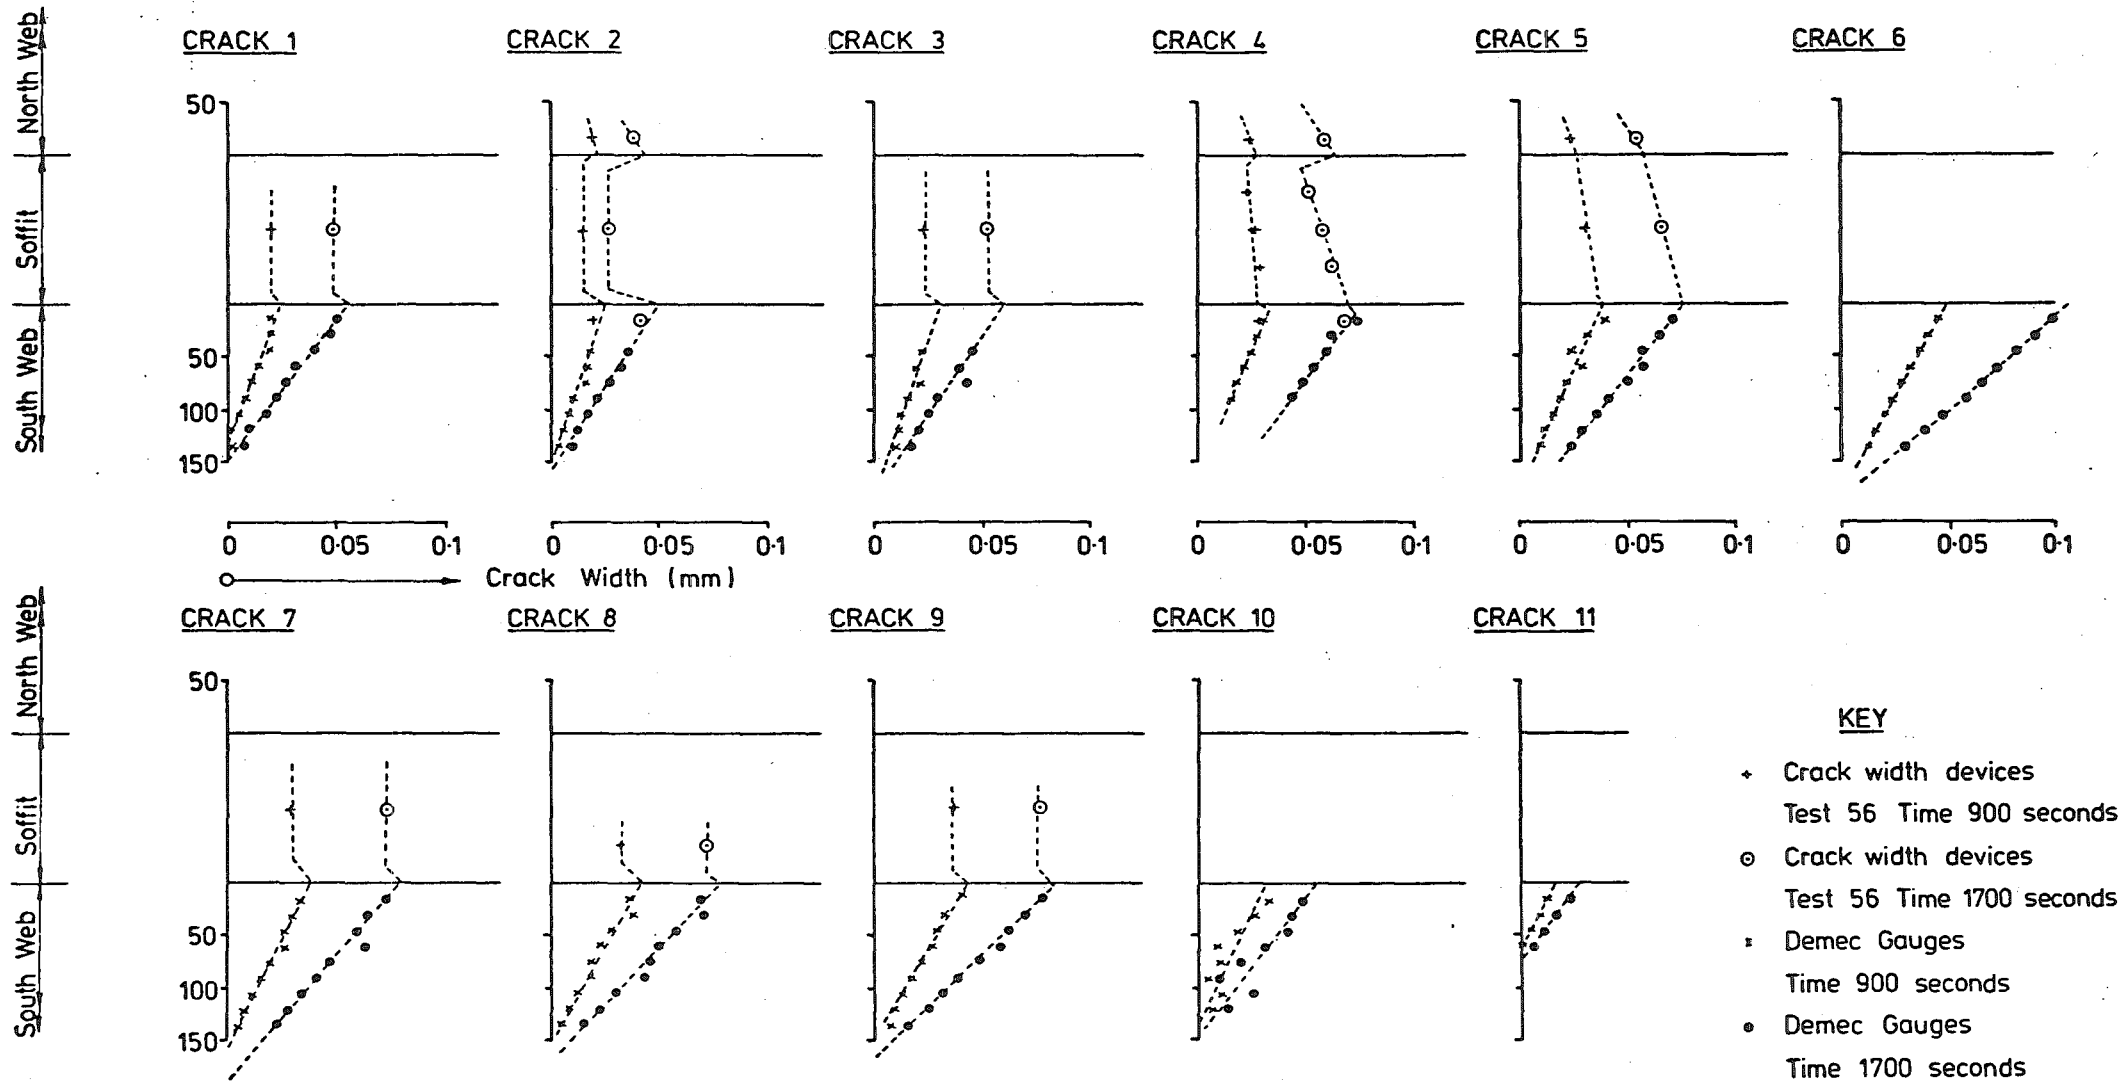 CRACK 1
CRACK 2
CRACK 3
CRACK 4
CRACK 5
CRACK 6
North Web
Soffit
South Web
50
50
100
150
0 0·05 0·1
0 0·05 0·1
0 0·05 0·1
0 0·05 0·1
0 0·05 0·1
0 0·05 0·1
Crack Width (mm)
CRACK 7
CRACK 8
CRACK 9
CRACK 10
CRACK 11
North Web
Soffit
South Web
50
50
100
150
KEY
Crack width devices
Test 56 Time 900 seconds
Crack width devices
Test 56 Time 1700 seconds
Demec Gauges
Time 900 seconds
Demec Gauges
Time 1700 seconds